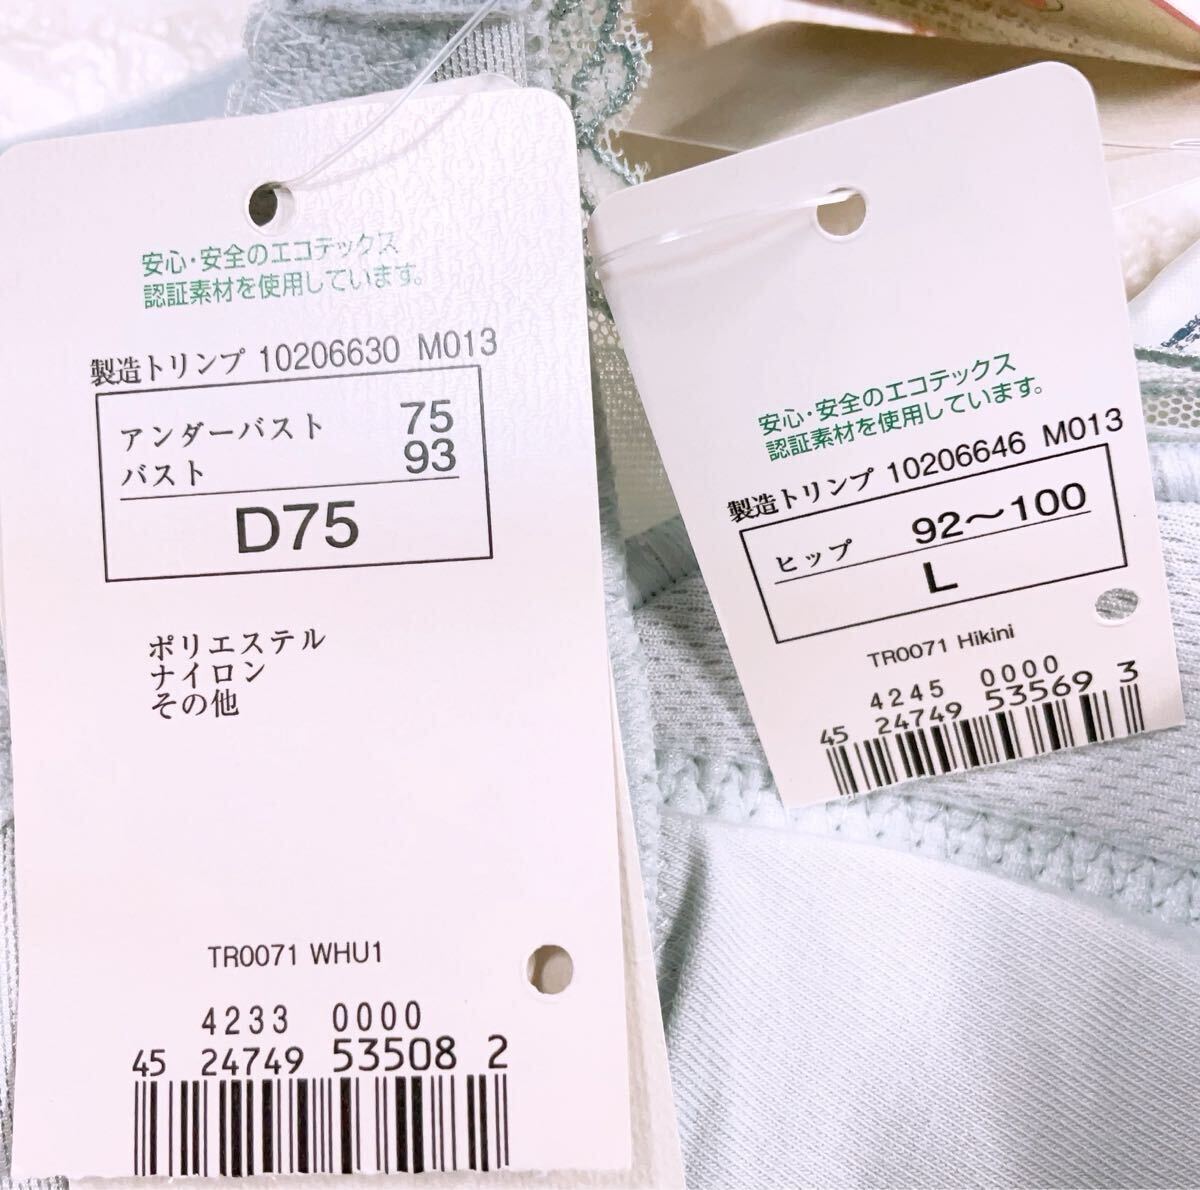 安心・安全のエコテックス
認証素材を使用しています。
製造トリンプ 10206630 M013
アンダーバスト 75
バスト 93
D75
ポリエステル
ナイロン
その他
TR0071 WHU1
4233 0000
45 24749 53508 2
安心・安全のエコテックス
認証素材を使用しています。
製造トリンプ 10206646 M013
ヒップ 92～100
L
TR0071 Hikini
4245 0000
45 24749 53569 3